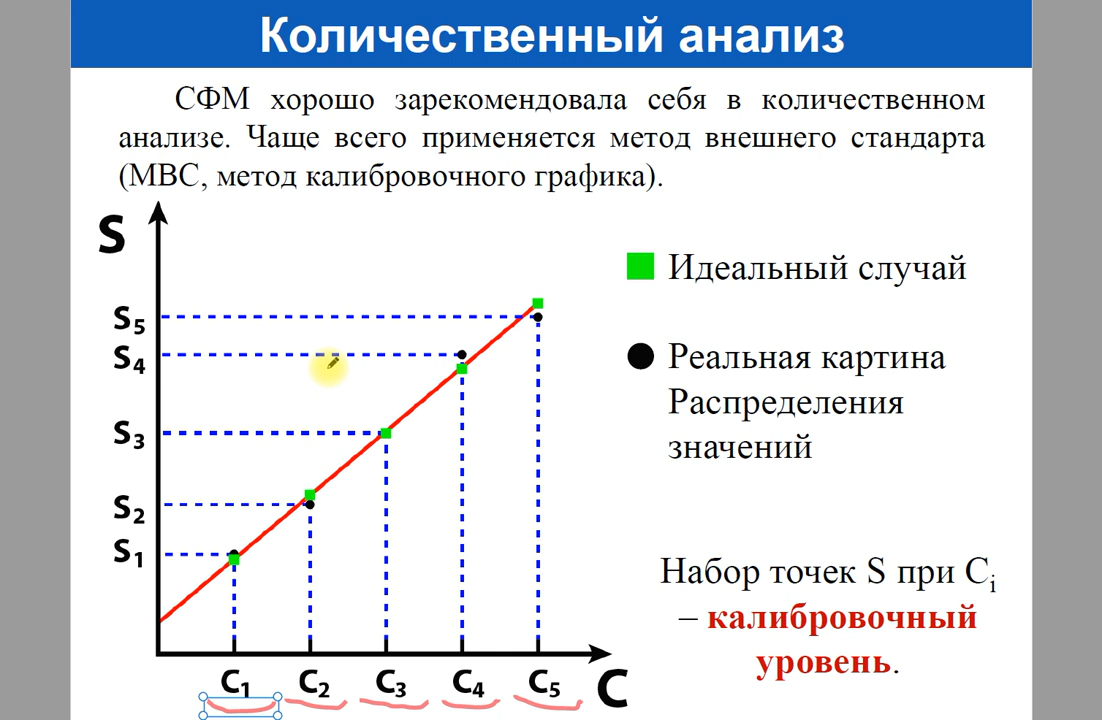 Количественный анализ
СФМ хорошо зарекомендовала себя в количественном
анализе. Чаще всего применяется метод внешнего стандарта
(МВС, метод калибровочного графика).
S
S5
S4
S3
S2
S1
C1 C2 C3 C4 C5 C
Идеальный случай
Реальная картина
Распределения
значений
Набор точек S при Ci
– калибровочный
уровень.